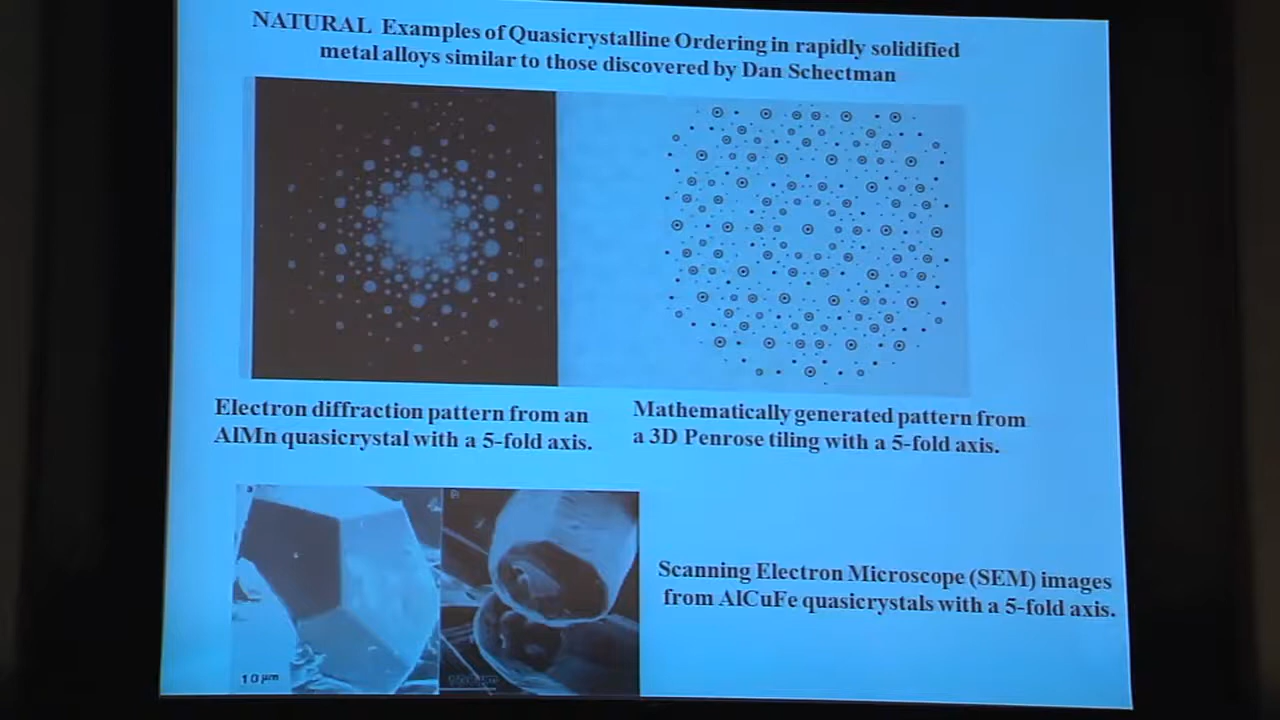 NATURAL Examples of Quasicrystalline Ordering in rapidly solidified
metal alloys similar to those discovered by Dan Schectman
Electron diffraction pattern from an
AlMn quasicrystal with a 5-fold axis.
Mathematically generated pattern from
a 3D Penrose tiling with a 5-fold axis.
a
10 µm
Scanning Electron Microscope (SEM) images
from AlCuFe quasicrystals with a 5-fold axis.